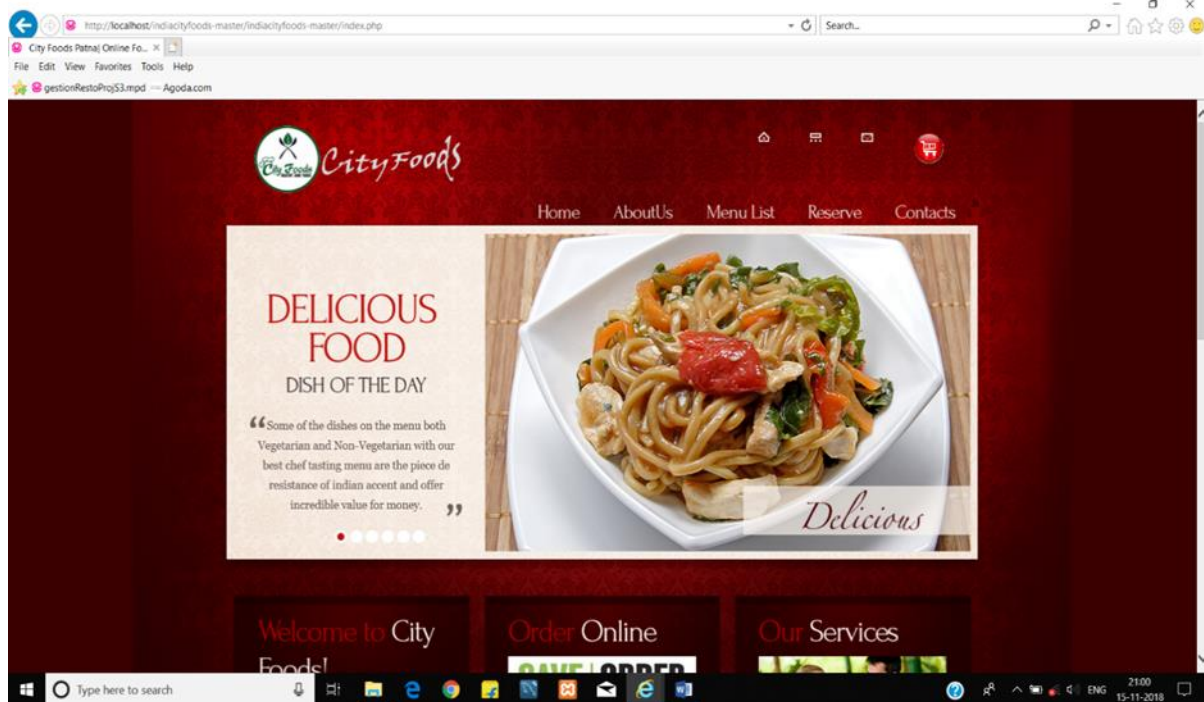 http://localhost/indiacityfoods-master/indiacityfoods-master/index.php
Search...
City Foods Patna| Online Fo...
File Edit View Favorites Tools Help
gestionRestoProjS3.mpd — Agoda.com
City Foods
City Foods
Home AboutUs Menu List Reserve Contacts
DELICIOUS
FOOD
DISH OF THE DAY
“Some of the dishes on the menu both
Vegetarian and Non-Vegetarian with our
best chef tasting menu are the piece de
resistance of indian accent and offer
incredible value for money. ”
Delicious
Welcome to City
Foods!
Order Online
SAVE | ORDER
Our Services
Type here to search
ENG
21:00
15-11-2018